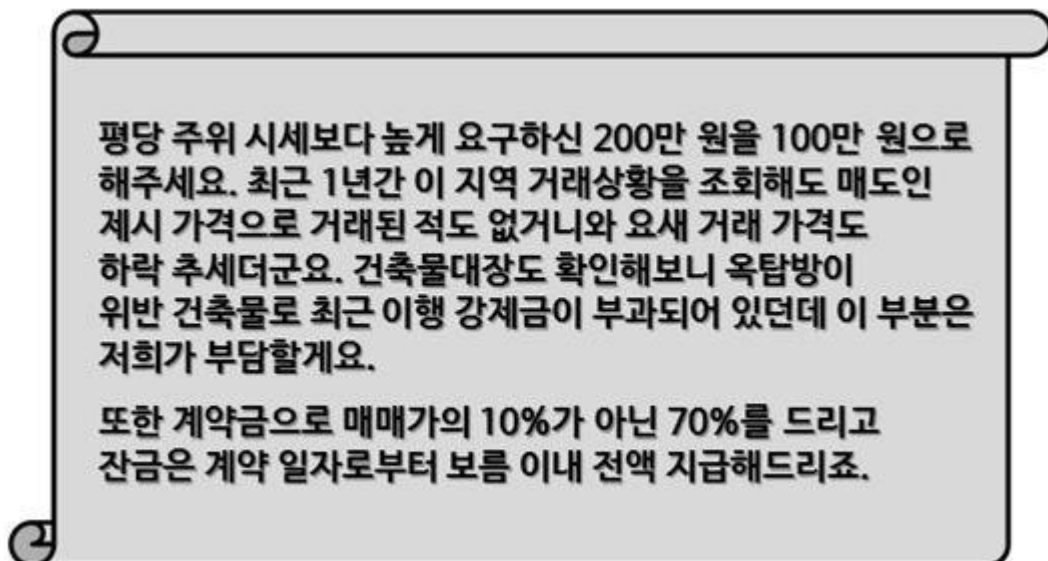 평당 주위 시세보다 높게 요구하신 200만 원을 100만 원으로
해주세요. 최근 1년간 이 지역 거래상황을 조회해도 매도인
제시 가격으로 거래된 적도 없거니와 요새 거래 가격도
하락 추세더군요. 건축물대장도 확인해보니 옥탑방이
위반 건축물로 최근 이행 강제금이 부과되어 있던데 이 부분은
저희가 부담할게요.
또한 계약금으로 매매가의 10%가 아닌 70%를 드리고
잔금은 계약 일자로부터 보름 이내 전액 지급해드리죠.